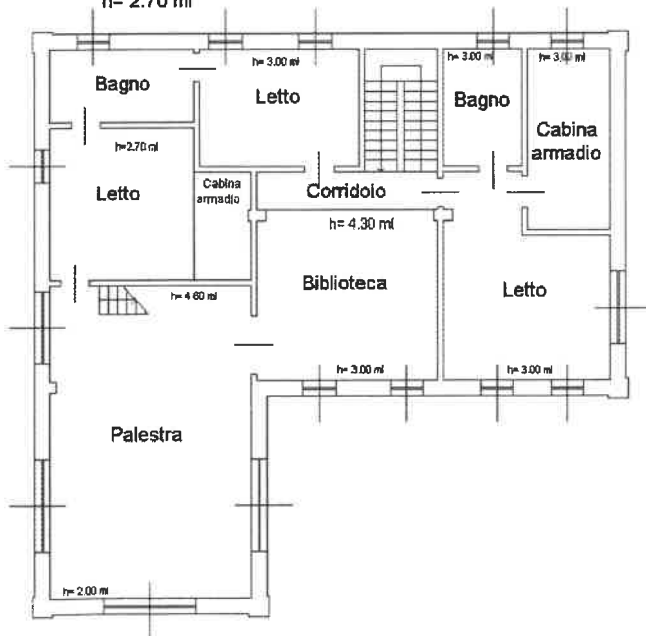 h= 2.70 ml
h= 3.00 ml
h= 3.00 ml
h= 3.00 ml
Bagno
Letto
Bagno
Cabina
armadio
h=2.70 ml
Letto
Cabina
armadio
Corridoio
h= 4.30 ml
Biblioteca
Letto
h= 4.60 ml
h= 3.00 ml
h= 3.00 ml
Palestra
h= 2.00 ml